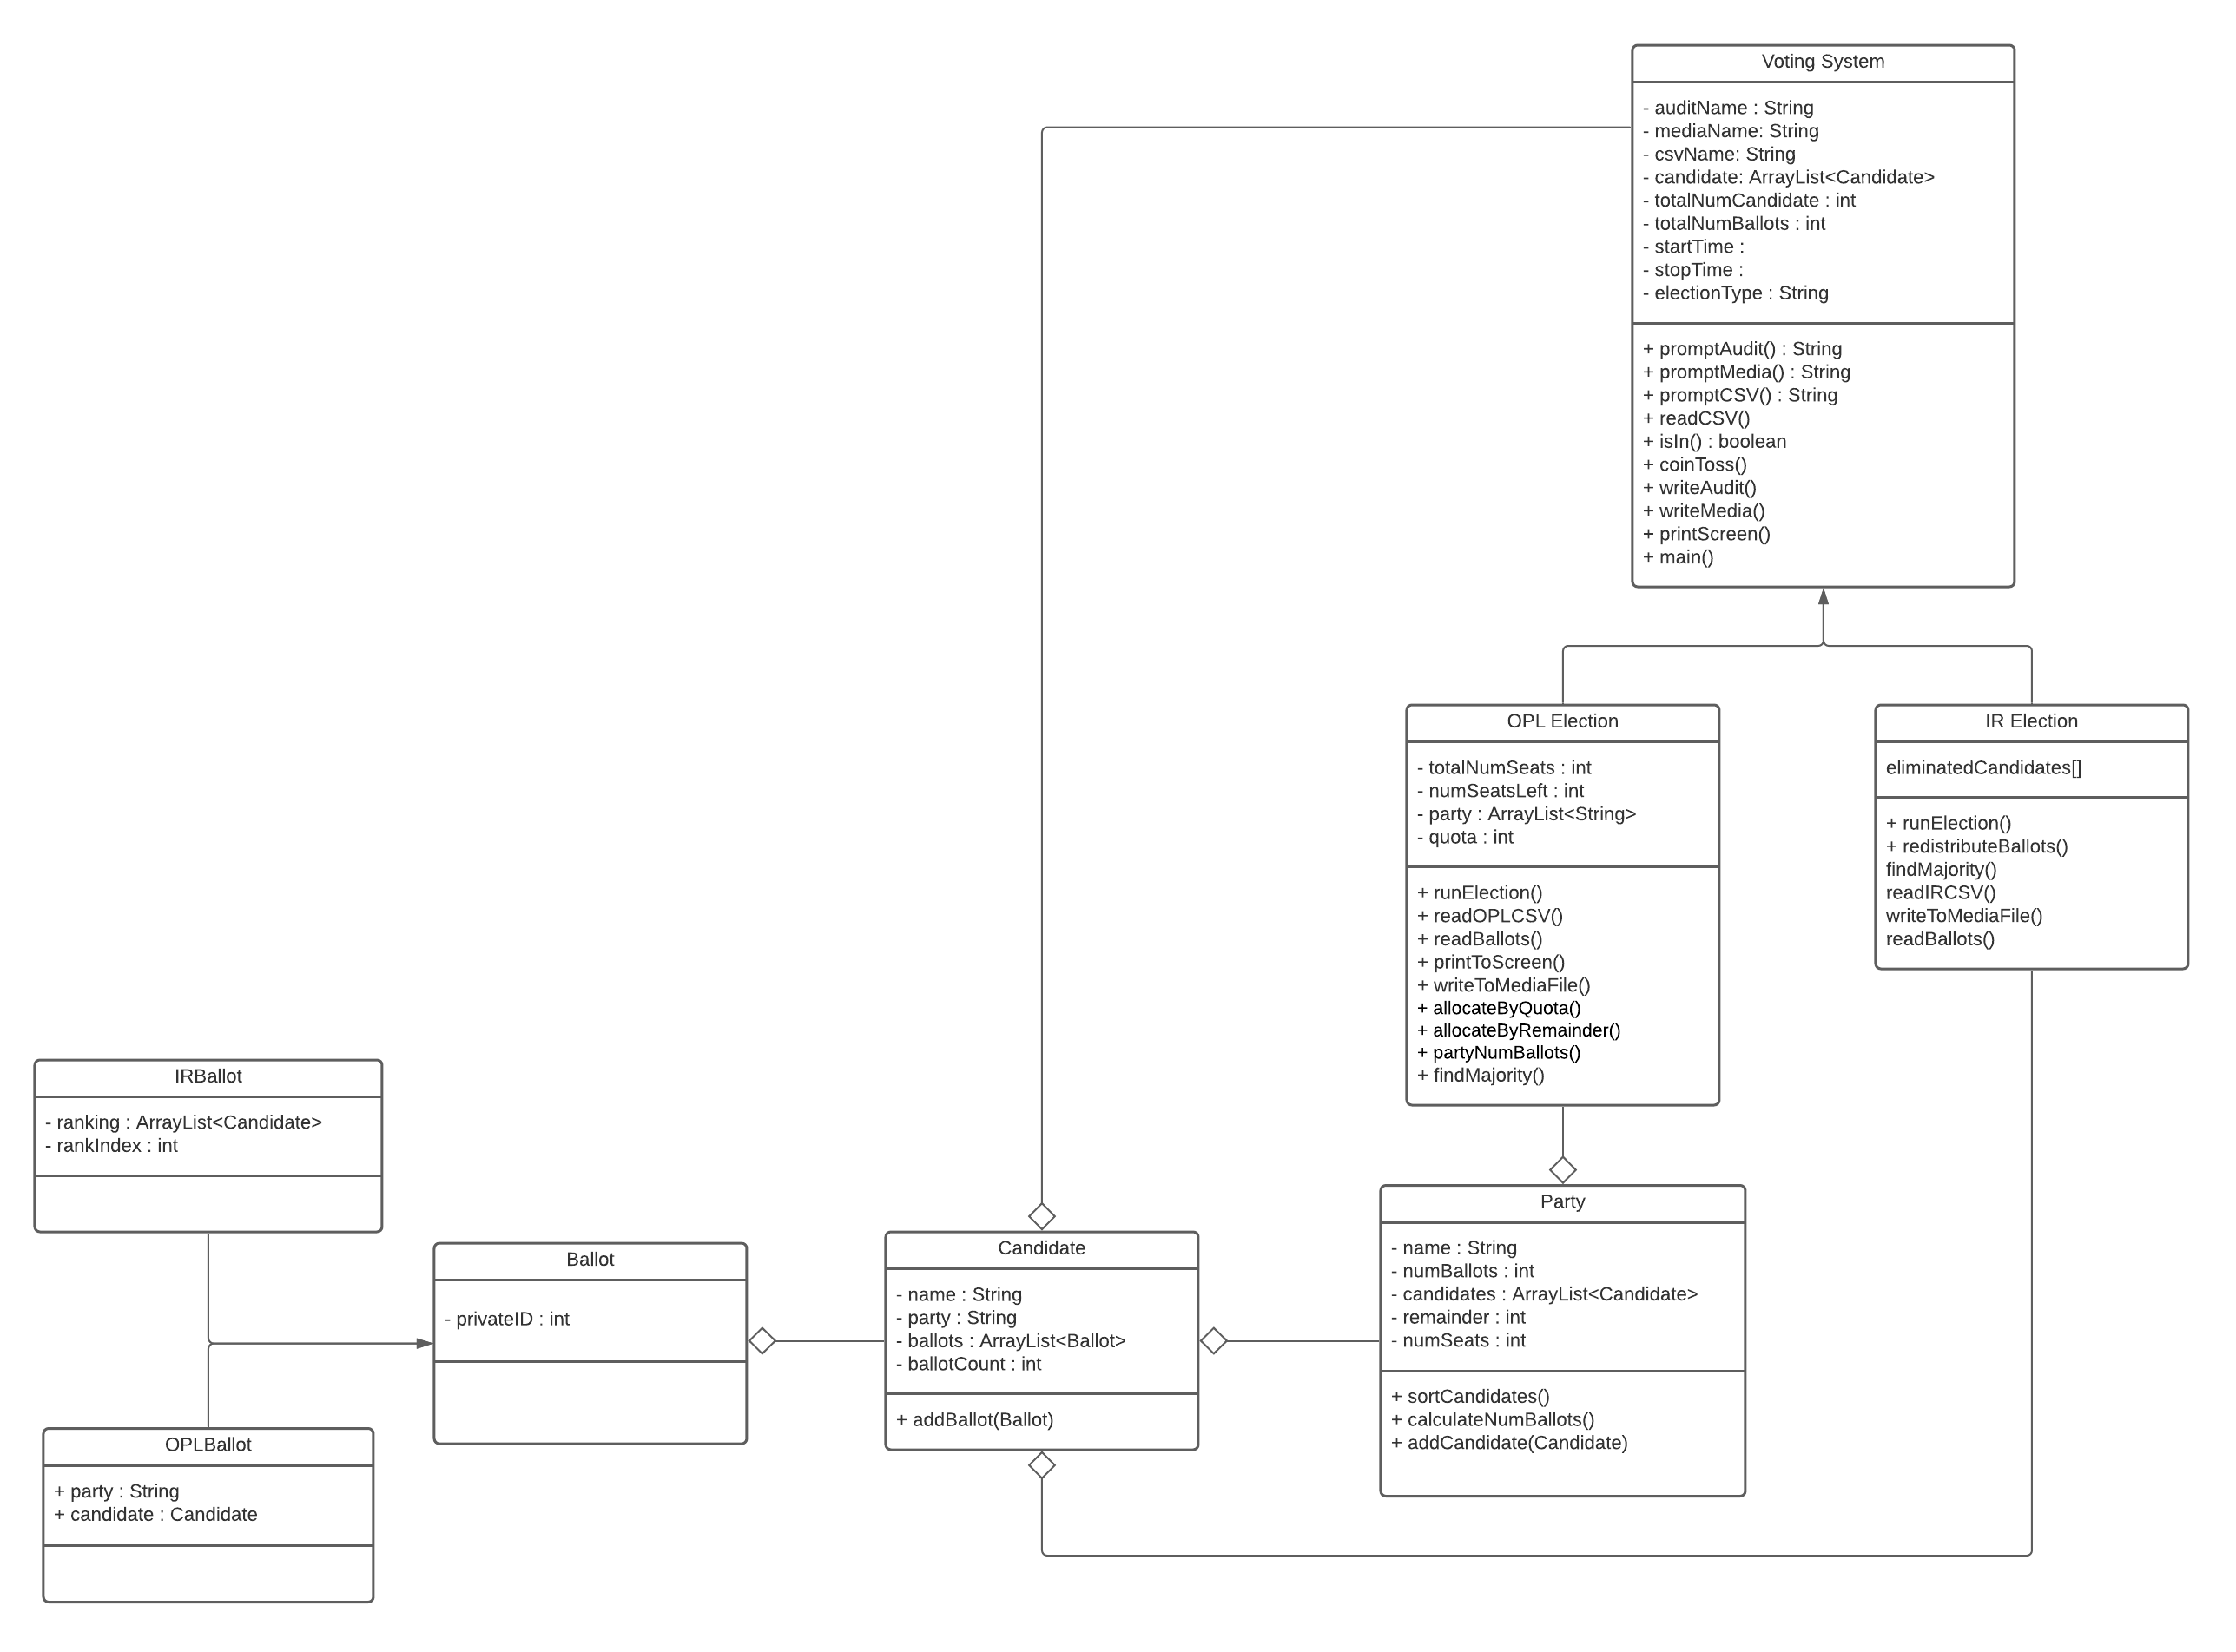 Voting System
- auditName : String
- mediaName: String
- csvName: String
- candidate: ArrayList<Candidate>
- totalNumCandidate : int
- totalNumBallots : int
- startTime :
- stopTime :
- electionType : String
+ promptAudit() : String
+ promptMedia() : String
+ promptCSV() : String
+ readCSV()
+ isIn() : boolean
+ coinToss()
+ writeAudit()
+ writeMedia()
+ printScreen()
+ main()
OPL Election
- totalNumSeats : int
- numSeatsLeft : int
- party : ArrayList<String>
- quota : int
+ runElection()
+ readOPLCSV()
+ readBallots()
+ printToScreen()
+ writeToMediaFile()
+ allocateByQuota()
+ allocateByRemainder()
+ partyNumBallots()
+ findMajority()
IR Election
eliminatedCandidates[]
+ runElection()
+ redistributeBallots()
findMajority()
readIRCSV()
writeToMediaFile()
readBallots()
IRBallot
- ranking : ArrayList<Candidate>
- rankIndex : int
Ballot
- privateID : int
Candidate
- name : String
- party : String
- ballots : ArrayList<Ballot>
- ballotCount : int
+ addBallot(Ballot)
Party
- name : String
- numBallots : int
- candidates : ArrayList<Candidate>
- remainder : int
- numSeats : int
+ sortCandidates()
+ calculateNumBallots()
+ addCandidate(Candidate)
OPLBallot
+ party : String
+ candidate : Candidate